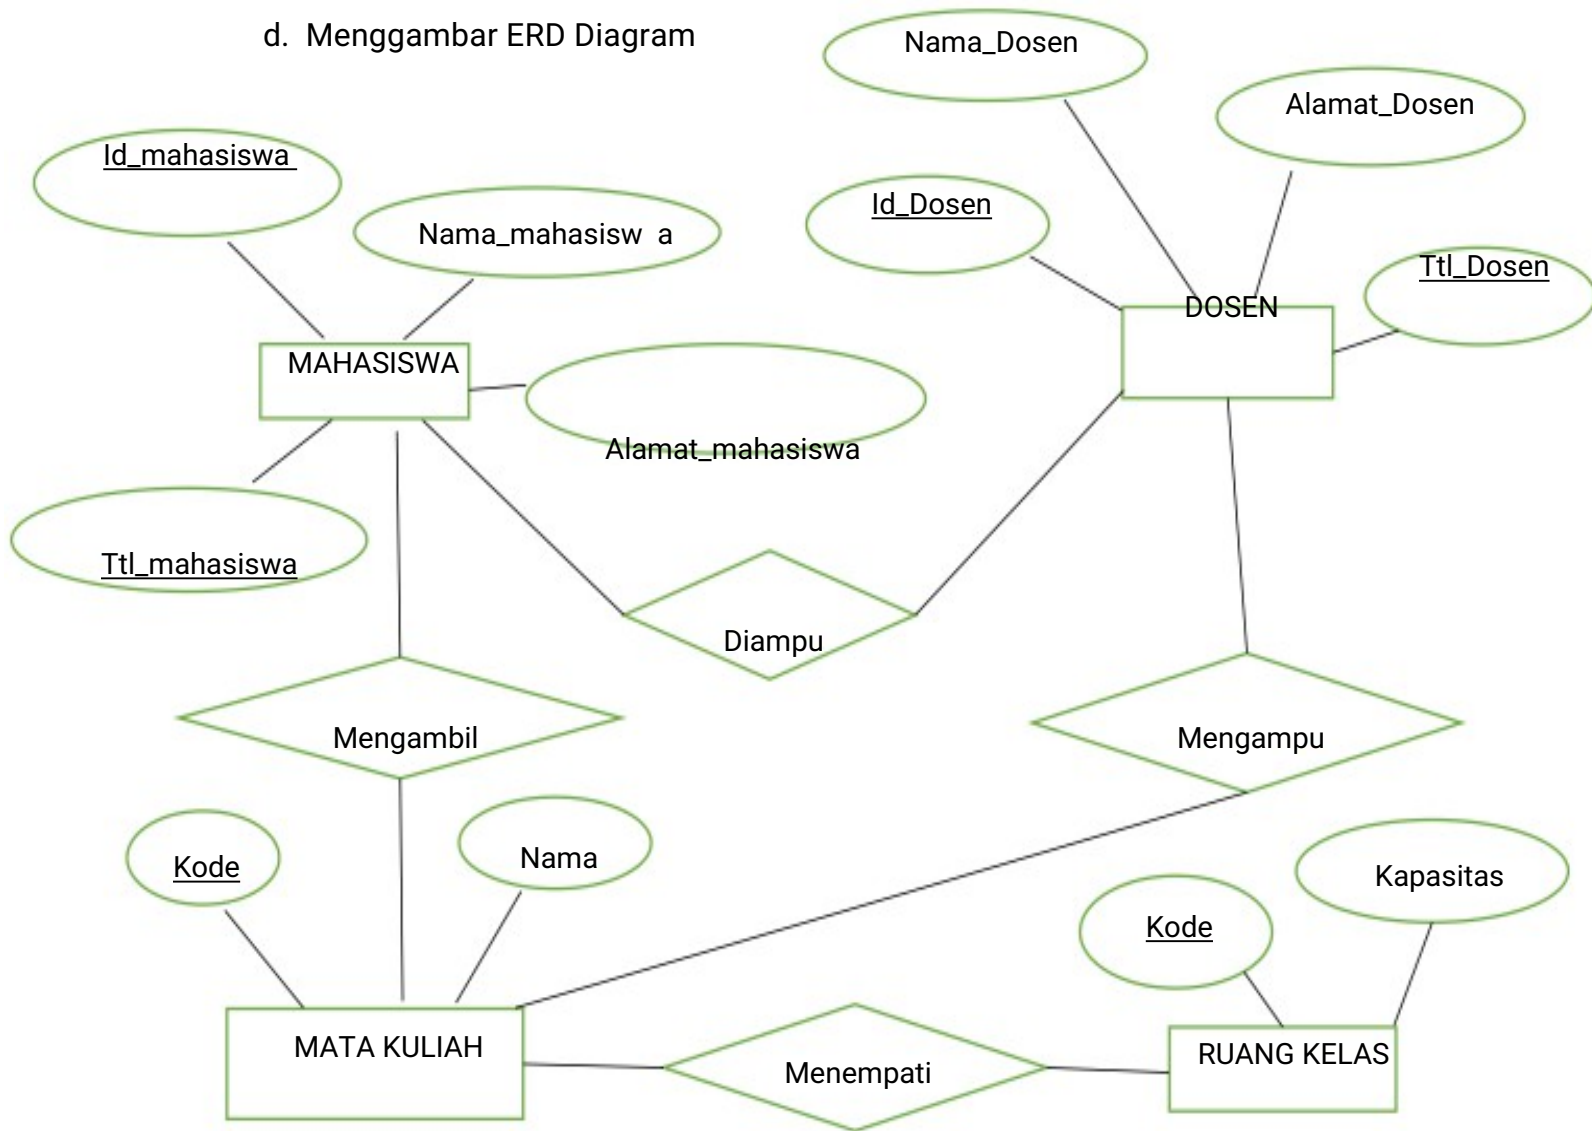 d. Menggambar ERD Diagram
Nama_Dosen
Alamat_Dosen
Id_mahasiswa
Nama_mahasisw a
Id_Dosen
Ttl_Dosen
DOSEN
MAHASISWA
Alamat_mahasiswa
Ttl_mahasiswa
Diampu
Mengambil
Mengampu
Kode
Nama
Kapasitas
Kode
MATA KULIAH
Menempati
RUANG KELAS